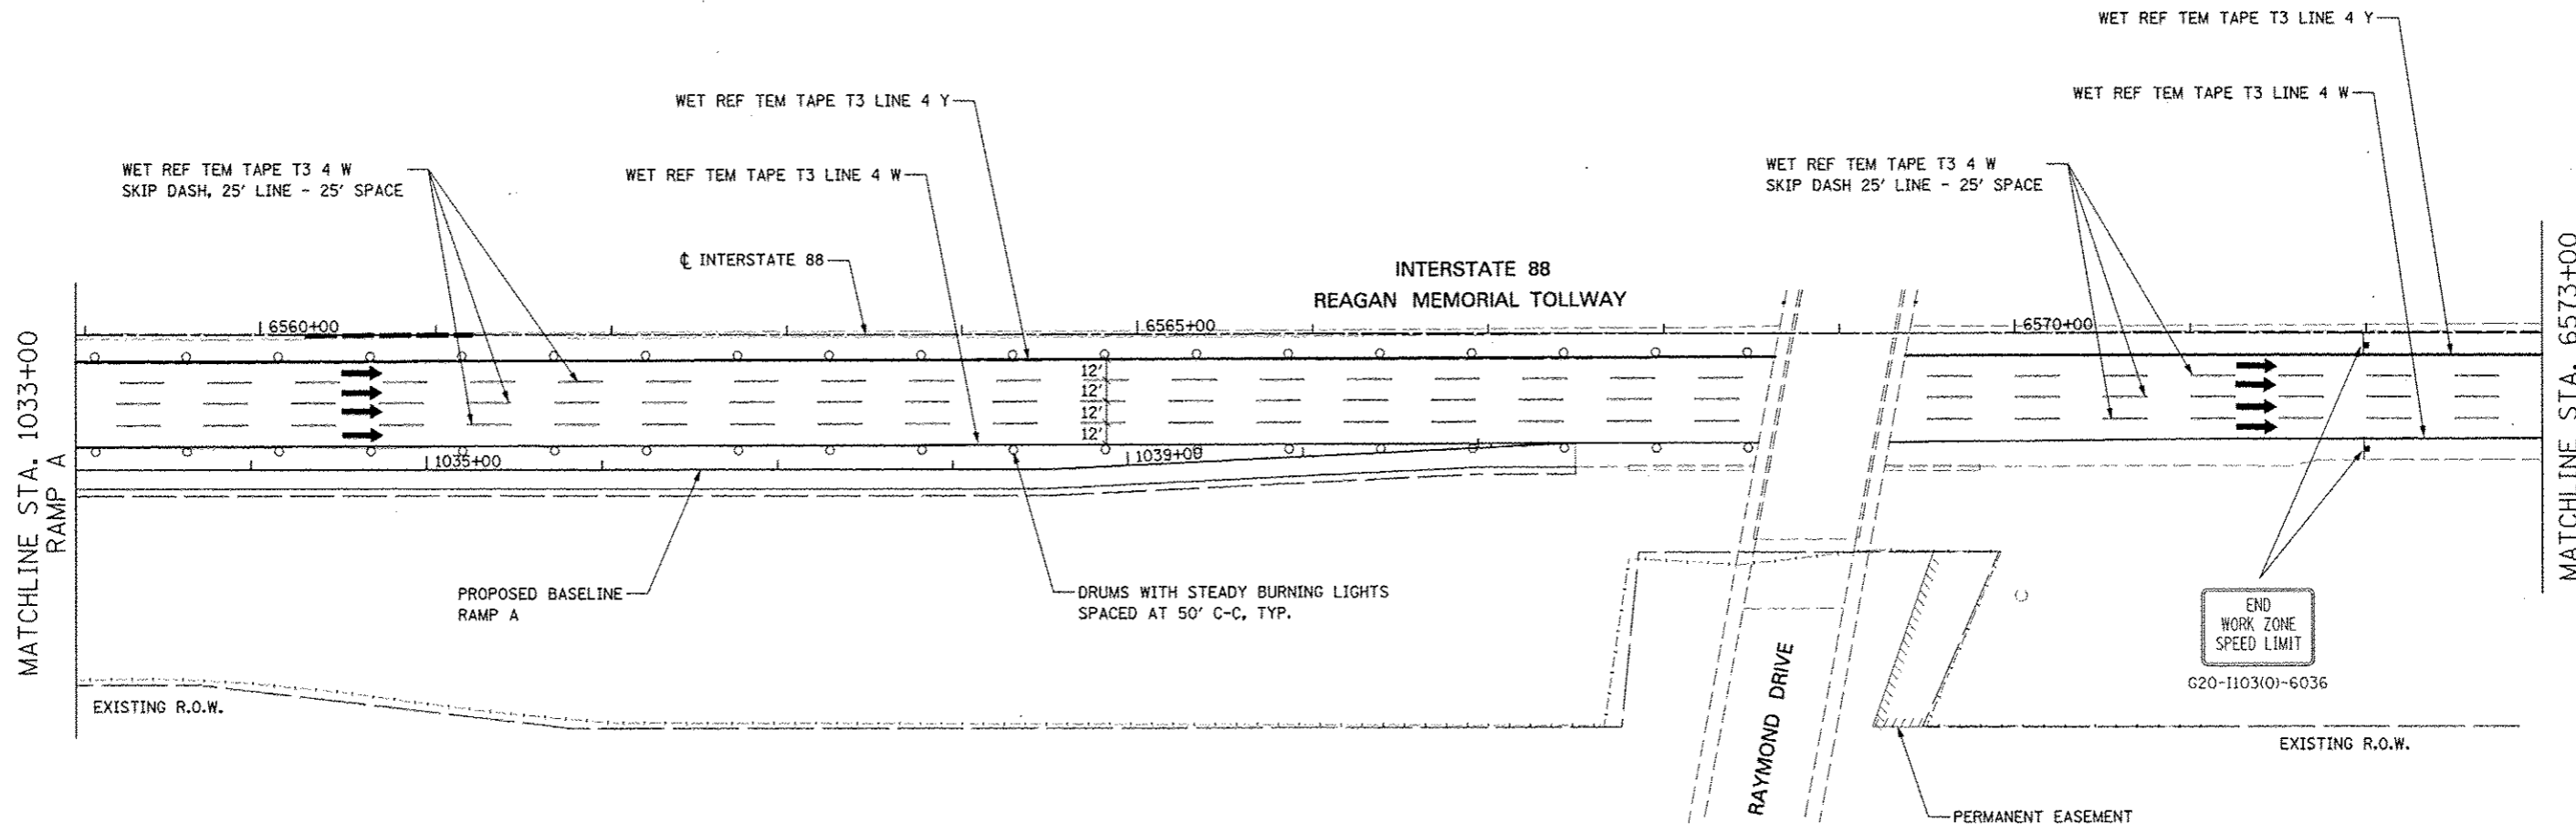 WET REF TEM TAPE T3 LINE 4 Y
WET REF TEM TAPE T3 LINE 4 Y
WET REF TEM TAPE T3 LINE 4 W
WET REF TEM TAPE T3 4 W
SKIP DASH, 25' LINE - 25' SPACE
WET REF TEM TAPE T3 LINE 4 W
WET REF TEM TAPE T3 4 W
SKIP DASH 25' LINE - 25' SPACE
℄ INTERSTATE 88
INTERSTATE 88
REAGAN MEMORIAL TOLLWAY
6560+00
6565+00
6570+00
12'
12'
12'
12'
1035+00
1039+00
MATCHLINE STA. 1033+00
RAMP A
MATCHLINE STA. 6573+00
PROPOSED BASELINE
RAMP A
DRUMS WITH STEADY BURNING LIGHTS
SPACED AT 50' C-C, TYP.
END
WORK ZONE
SPEED LIMIT
G20-I103(O)-6036
RAYMOND DRIVE
EXISTING R.O.W.
EXISTING R.O.W.
PERMANENT EASEMENT